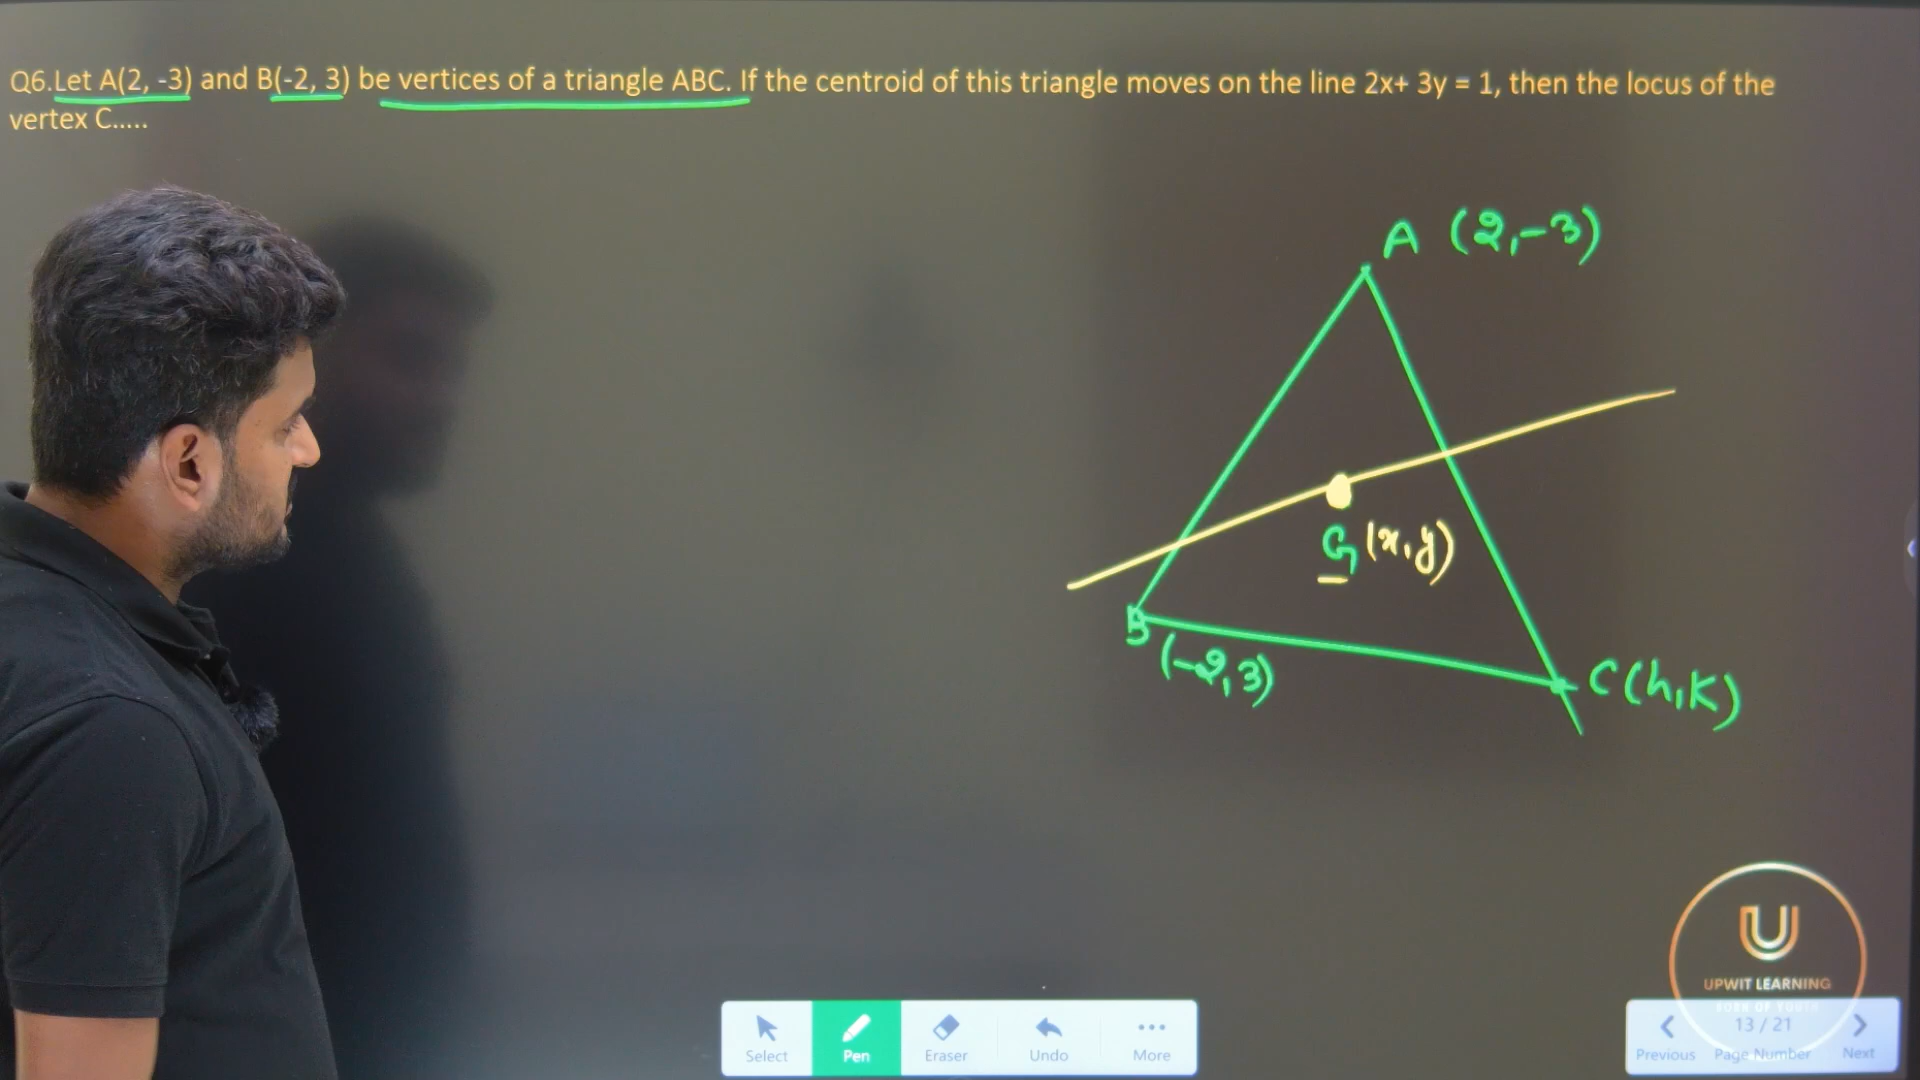 Q6.Let A(2, -3) and B(-2, 3) be vertices of a triangle ABC. If the centroid of this triangle moves on the line 2x+ 3y = 1, then the locus of the
vertex C.....
A (2,-3)
G (x,y)
B
(-2,3)
C(h,K)
U
UPWIT LEARNING
Select Pen Eraser Undo More
13 / 21
Previous Page Number Next